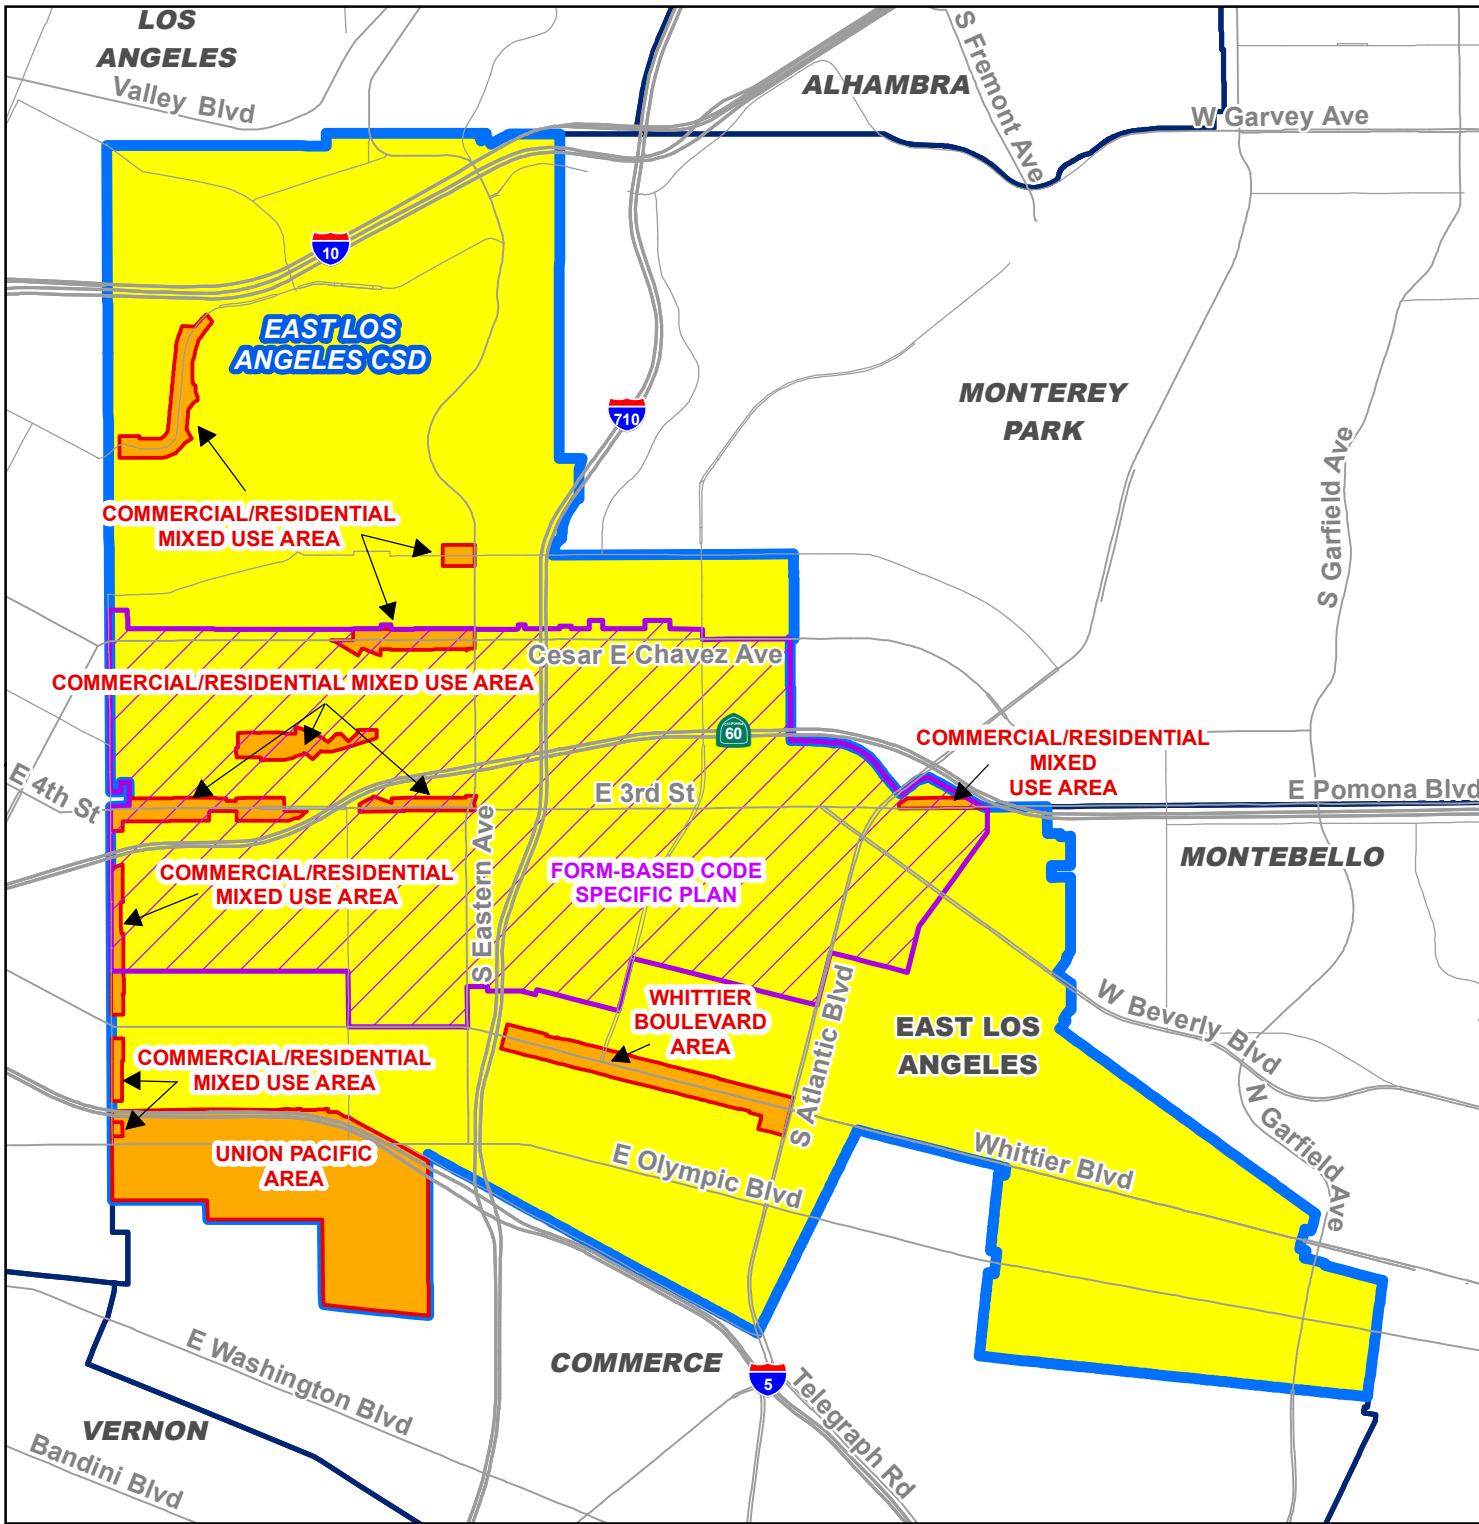 LOS
ANGELES
Valley Blvd
ALHAMBRA
S Fremont Ave
W Garvey Ave
10
EAST LOS
ANGELES CSD
710
MONTEREY
PARK
S Garfield Ave
COMMERCIAL/RESIDENTIAL
MIXED USE AREA
Cesar E Chavez Ave
COMMERCIAL/RESIDENTIAL MIXED USE AREA
CALIFORNIA
60
COMMERCIAL/RESIDENTIAL
MIXED
USE AREA
E 4th St
E 3rd St
E Pomona Blvd
S Eastern Ave
MONTEBELLO
COMMERCIAL/RESIDENTIAL
MIXED USE AREA
FORM-BASED CODE
SPECIFIC PLAN
WHITTIER
BOULEVARD
AREA
S Atlantic Blvd
EAST LOS
ANGELES
W Beverly Blvd
COMMERCIAL/RESIDENTIAL
MIXED USE AREA
UNION PACIFIC
AREA
E Olympic Blvd
Whittier Blvd
N Garfield Ave
E Washington Blvd
COMMERCE
5
Telegraph Rd
VERNON
Bandini Blvd